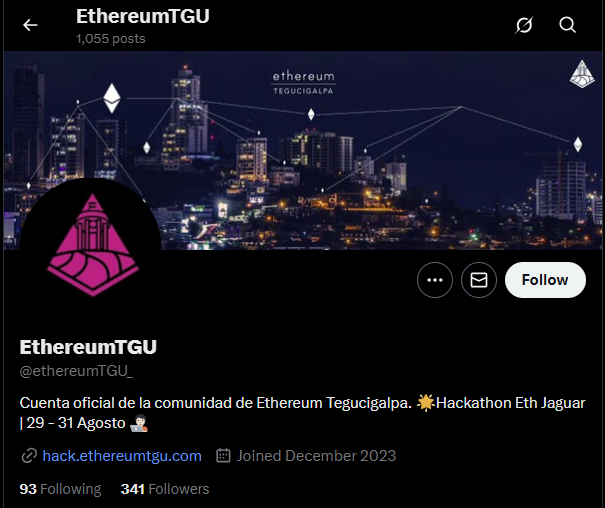 EthereumTGU
1,055 posts
ethereum
TEGUCIGALPA
Follow
EthereumTGU
@ethereumTGU_
Cuenta oficial de la comunidad de Ethereum Tegucigalpa. 🌟Hackathon Eth Jaguar
| 29 - 31 Agosto 🧑🏻‍💻
hack.ethereumtgu.com Joined December 2023
93 Following 341 Followers